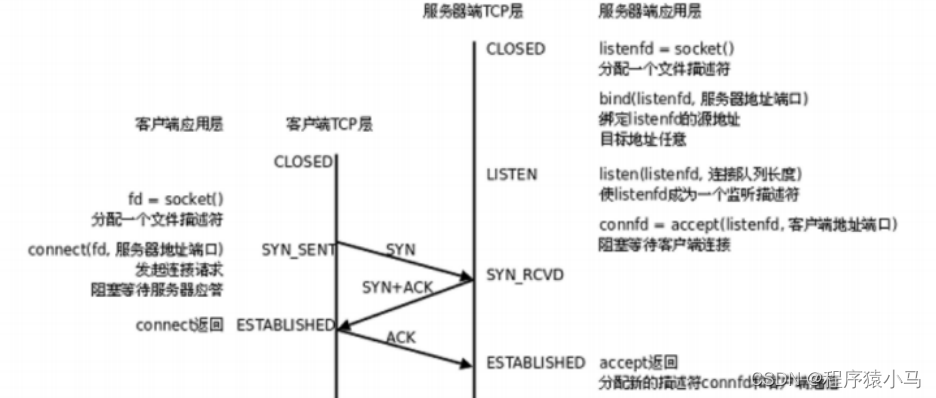 服务器端TCP层
服务器端应用层
CLOSED
listenfd = socket()
分配一个文件描述符
bind(listenfd, 服务器地址端口)
绑定listenfd的源地址
目标地址任意
客户端应用层
客户端TCP层
CLOSED
LISTEN
listen(listenfd, 连接队列长度)
使listenfd成为一个监听描述符
fd = socket()
分配一个文件描述符
connfd = accept(listenfd, 客户端地址端口)
阻塞等待客户端连接
connect(fd, 服务器地址端口)
发起连接请求
阻塞等待服务器应答
SYN_SENT
SYN
SYN_RCVD
SYN+ACK
connect返回
ESTABLISHED
ACK
ESTABLISHED
accept返回
分配新的描述符connfd和客户端通信
CSDN @程序猿小马